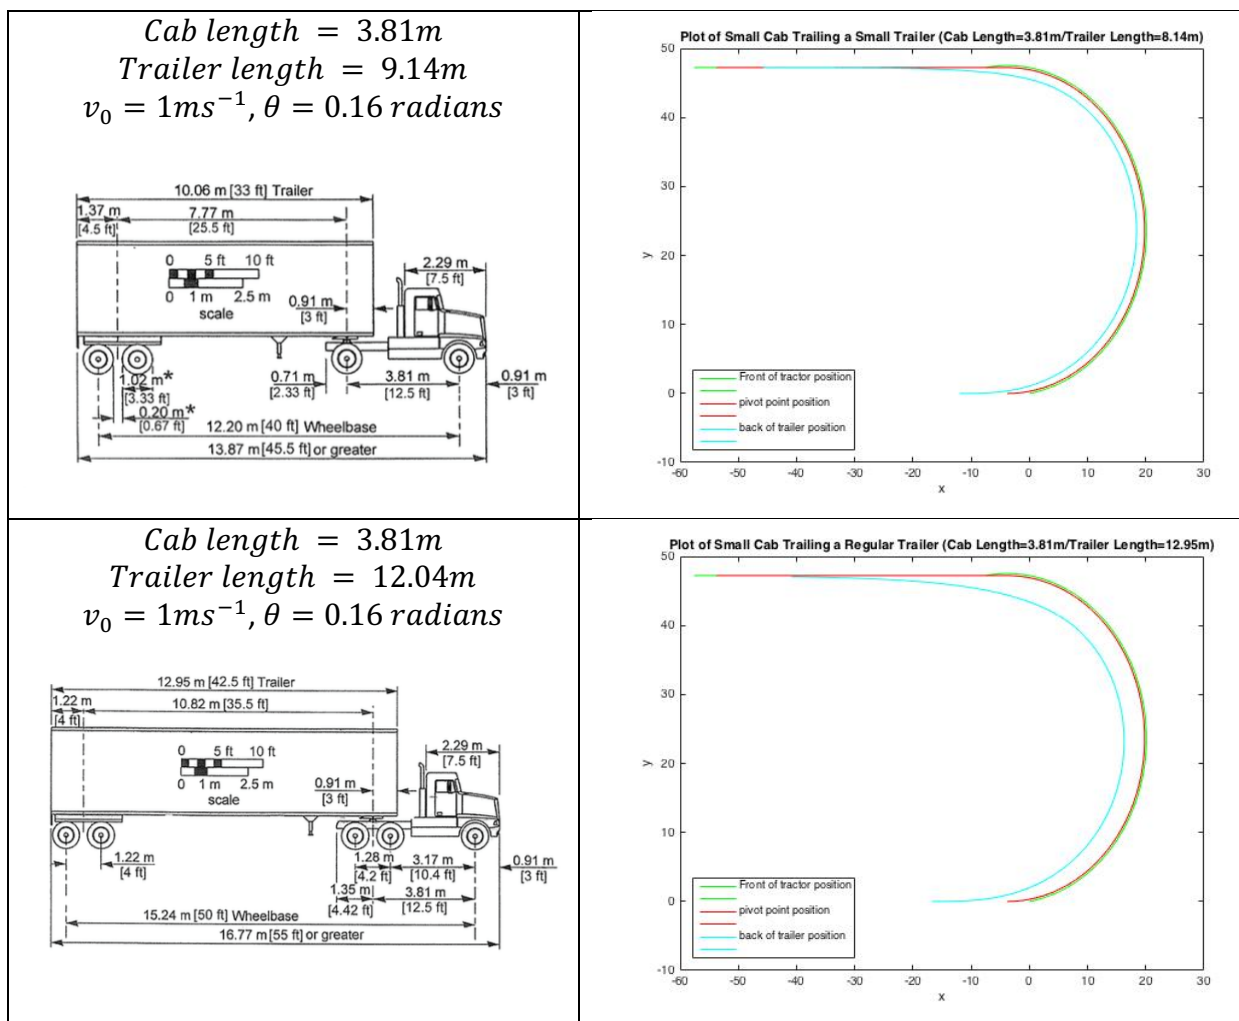 Cab length = 3.81m
Trailer length = 9.14m
v₀ = 1ms⁻¹, θ = 0.16 radians
10.06 m [33 ft] Trailer
1.37 m
[4.5 ft]
7.77 m
[25.5 ft]
0 5 ft 10 ft
0 1 m 2.5 m
scale
2.29 m
[7.5 ft]
0.91 m
[3 ft]
1.02 m*
[3.33 ft]
0.20 m*
[0.67 ft]
0.71 m
[2.33 ft]
3.81 m
[12.5 ft]
0.91 m
[3 ft]
12.20 m [40 ft] Wheelbase
13.87 m [45.5 ft] or greater
Plot of Small Cab Trailing a Small Trailer (Cab Length=3.81m/Trailer Length=8.14m)
50
40
30
20
10
0
-10
y
Front of tractor position
pivot point position
back of trailer position
-60 -50 -40 -30 -20 -10 0 10 20 30
x
Cab length = 3.81m
Trailer length = 12.04m
v₀ = 1ms⁻¹, θ = 0.16 radians
12.95 m [42.5 ft] Trailer
1.22 m
[4 ft]
10.82 m [35.5 ft]
0 5 ft 10 ft
0 1 m 2.5 m
scale
2.29 m
[7.5 ft]
0.91 m
[3 ft]
1.22 m
[4 ft]
1.28 m
[4.2 ft]
3.17 m
[10.4 ft]
0.91 m
[3 ft]
1.35 m
[4.42 ft]
3.81 m
[12.5 ft]
15.24 m [50 ft] Wheelbase
16.77 m [55 ft] or greater
Plot of Small Cab Trailing a Regular Trailer (Cab Length=3.81m/Trailer Length=12.95m)
50
40
30
20
10
0
-10
y
Front of tractor position
pivot point position
back of trailer position
-60 -50 -40 -30 -20 -10 0 10 20 30
x